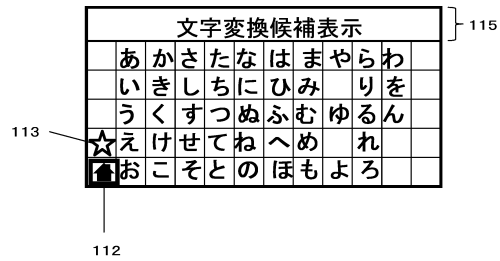 文字変換候補表示 115
あかさたなはまやらわ
いきしちにひみ りを
うくすつぬふむゆるん
113
えけせてねへめ れ
おこそとのほもよろ
112